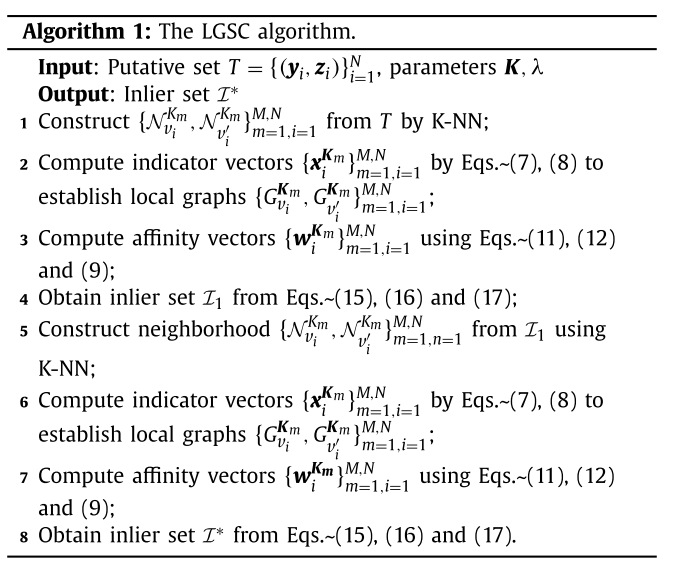 Algorithm 1: The LGSC algorithm.
Input: Putative set $T = \{(\boldsymbol{y}_i, \boldsymbol{z}_i)\}_{i=1}^{N}$, parameters $\boldsymbol{K}, \lambda$
Output: Inlier set $\mathcal{I}^*$
1 Construct $\{\mathcal{N}_{v_i}^{K_m}, \mathcal{N}_{v_i'}^{K_m}\}_{m=1,i=1}^{M,N}$ from $T$ by K-NN;
2 Compute indicator vectors $\{\boldsymbol{x}_i^{\boldsymbol{K}_m}\}_{m=1,i=1}^{M,N}$ by Eqs.~(7), (8) to
establish local graphs $\{G_{v_i}^{\boldsymbol{K}_m}, G_{v_i'}^{\boldsymbol{K}_m}\}_{m=1,i=1}^{M,N}$;
3 Compute affinity vectors $\{\boldsymbol{w}_i^{\boldsymbol{K}_m}\}_{m=1,i=1}^{M,N}$ using Eqs.~(11), (12)
and (9);
4 Obtain inlier set $\mathcal{I}_1$ from Eqs.~(15), (16) and (17);
5 Construct neighborhood $\{\mathcal{N}_{v_i}^{K_m}, \mathcal{N}_{v_i'}^{K_m}\}_{m=1,n=1}^{M,N}$ from $\mathcal{I}_1$ using
K-NN;
6 Compute indicator vectors $\{\boldsymbol{x}_i^{\boldsymbol{K}_m}\}_{m=1,i=1}^{M,N}$ by Eqs.~(7), (8) to
establish local graphs $\{G_{v_i}^{\boldsymbol{K}_m}, G_{v_i'}^{\boldsymbol{K}_m}\}_{m=1,i=1}^{M,N}$;
7 Compute affinity vectors $\{\boldsymbol{w}_i^{\boldsymbol{K_m}}\}_{m=1,i=1}^{M,N}$ using Eqs.~(11), (12)
and (9);
8 Obtain inlier set $\mathcal{I}^*$ from Eqs.~(15), (16) and (17).